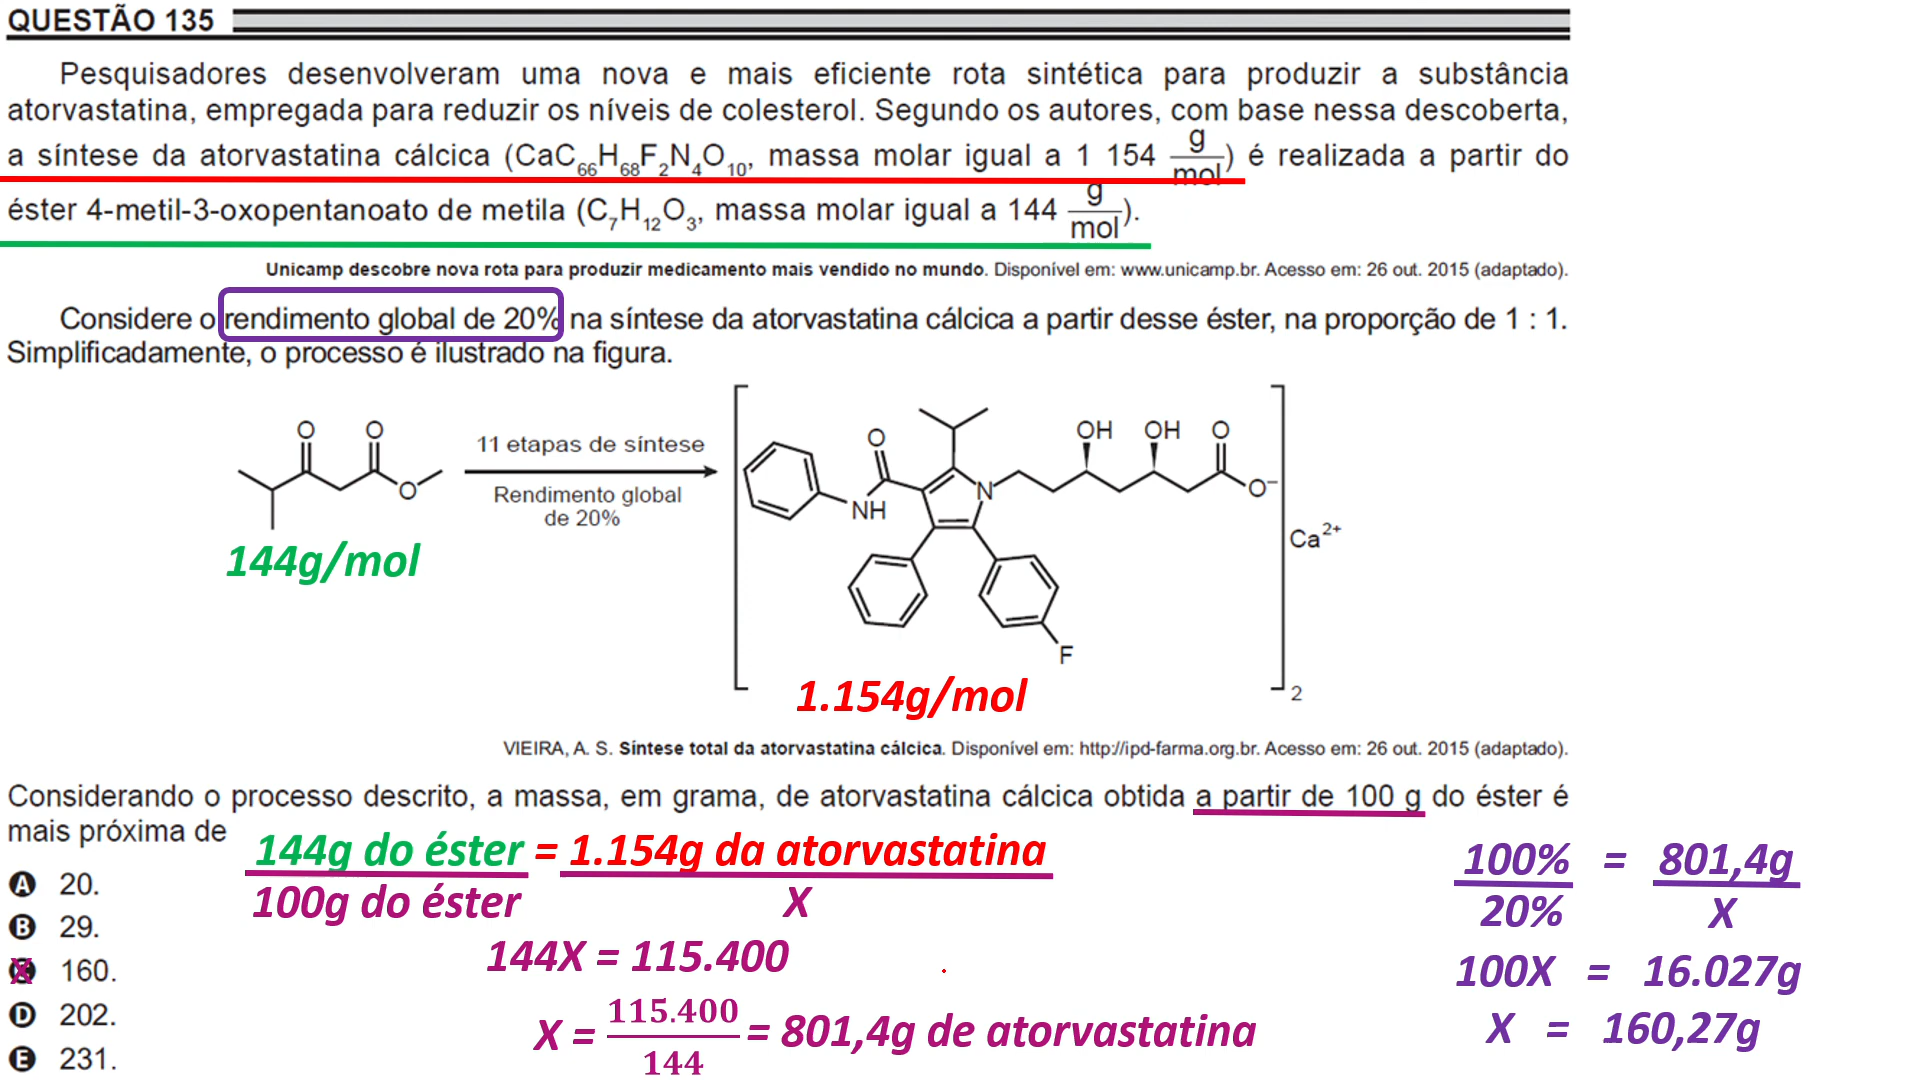 QUESTÃO 135
Pesquisadores desenvolveram uma nova e mais eficiente rota sintética para produzir a substância
atorvastatina, empregada para reduzir os níveis de colesterol. Segundo os autores, com base nessa descoberta,
a síntese da atorvastatina cálcica (CaC66H68F2N4O10, massa molar igual a 1 154 g/mol) é realizada a partir do
éster 4-metil-3-oxopentanoato de metila (C7H12O3, massa molar igual a 144 g/mol).
Unicamp descobre nova rota para produzir medicamento mais vendido no mundo. Disponível em: www.unicamp.br. Acesso em: 26 out. 2015 (adaptado).
Considere o rendimento global de 20% na síntese da atorvastatina cálcica a partir desse éster, na proporção de 1 : 1.
Simplificadamente, o processo é ilustrado na figura.
O O
O
11 etapas de síntese
Rendimento global
de 20%
144g/mol
O
NH
N
OH OH O
O−
F
Ca2+
2
1.154g/mol
VIEIRA, A. S. Síntese total da atorvastatina cálcica. Disponível em: http://ipd-farma.org.br. Acesso em: 26 out. 2015 (adaptado).
Considerando o processo descrito, a massa, em grama, de atorvastatina cálcica obtida a partir de 100 g do éster é
mais próxima de
A 20.
B 29.
X 160.
D 202.
E 231.
144g do éster = 1.154g da atorvastatina
100g do éster X
144X = 115.400
X = 115.400/144 = 801,4g de atorvastatina
100% = 801,4g
20% X
100X = 16.027g
X = 160,27g